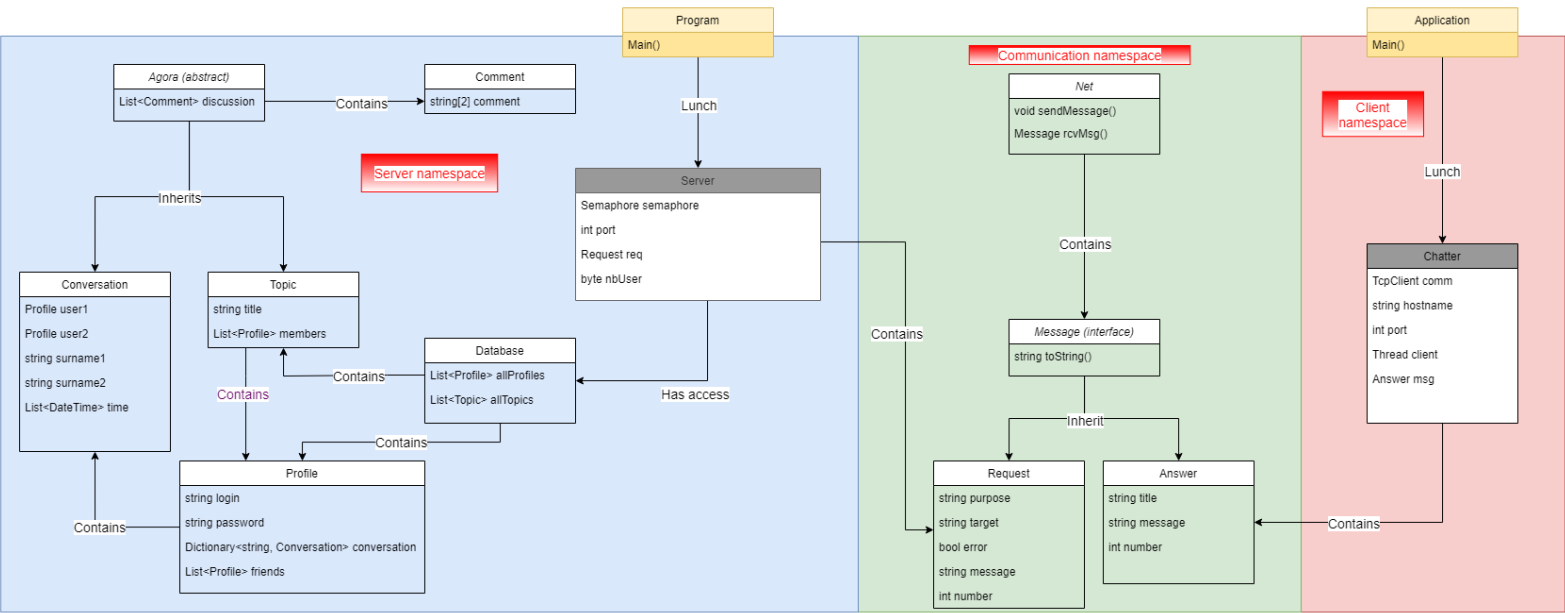 Program
Main()
Application
Main()
Agora (abstract)
List<Comment> discussion
Contains
Comment
string[2] comment
Lunch
Communication namespace
Net
void sendMessage()
Message rcvMsg()
Client
namespace
Server namespace
Inherits
Server
Semaphore semaphore
int port
Request req
byte nbUser
Lunch
Contains
Chatter
TcpClient comm
string hostname
int port
Thread client
Answer msg
Conversation
Profile user1
Profile user2
string surname1
string surname2
List<DateTime> time
Topic
string title
List<Profile> members
Contains
Message (interface)
string toString()
Database
List<Profile> allProfiles
List<Topic> allTopics
Contains
Contains
Has access
Inherit
Contains
Profile
string login
string password
Dictionary<string, Conversation> conversation
List<Profile> friends
Contains
Request
string purpose
string target
bool error
string message
int number
Answer
string title
string message
int number
Contains